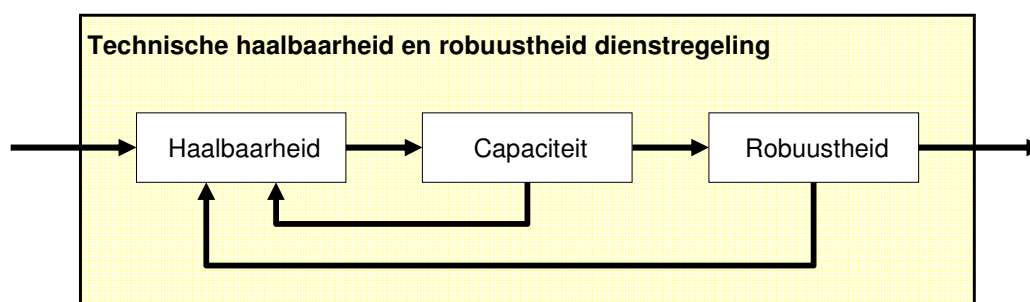 Technische haalbaarheid en robuustheid dienstregeling
Haalbaarheid
Capaciteit
Robuustheid